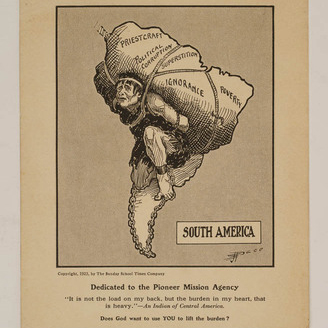 PRIESTCRAFT
POLITICAL
CORRUPTION
SUPERSTITION
IGNORANCE
POVERTY
SOUTH AMERICA
Copyright, 1923, by The Sunday School Times Company
Dedicated to the Pioneer Mission Agency
"It is not the load on my back, but the burden in my heart, that
is heavy."—An Indian of Central America.
Does God want to use YOU to lift the burden?